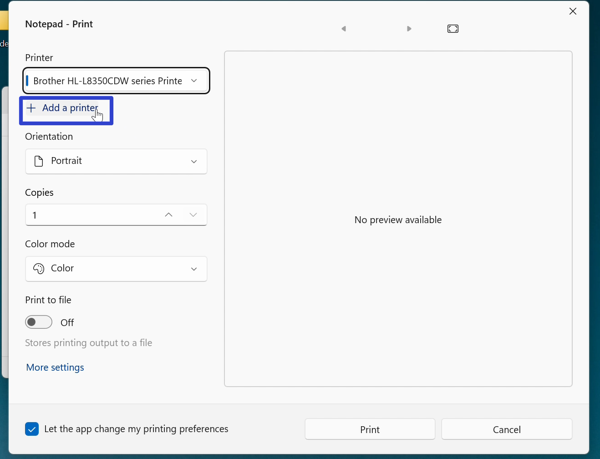 Notepad - Print
Printer
Brother HL-L8350CDW series Printe
Add a printer
Orientation
Portrait
Copies
1
Color mode
Color
Print to file
Off
Stores printing output to a file
More settings
No preview available
Let the app change my printing preferences
Print
Cancel